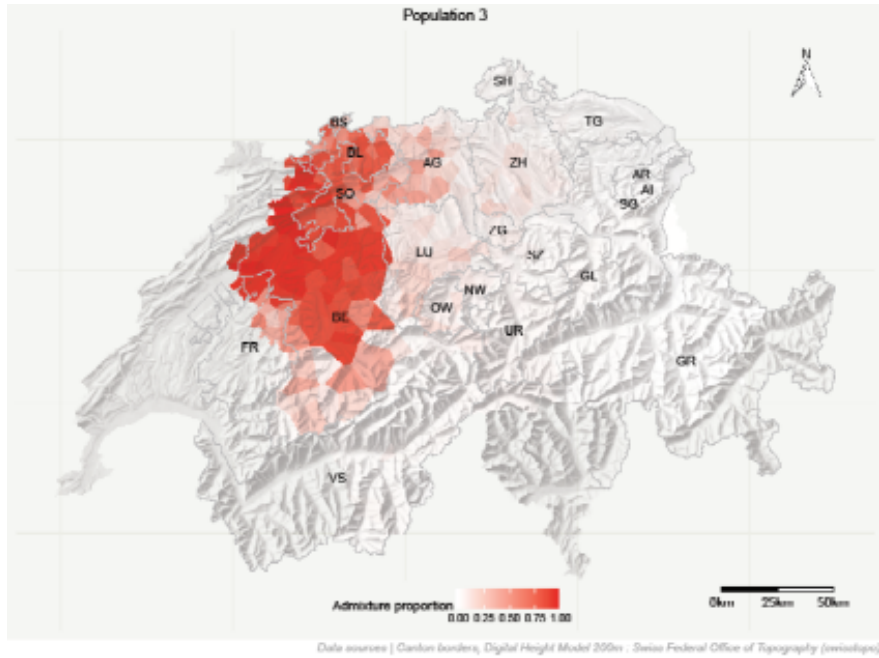 Population 3
N
SH
BS
TG
BL
AG
ZH
AR
AI
SO
SG
ZG
LU
SZ
GL
NW
OW
BE
UR
FR
GR
VS
Admixture proportion
0.00 0.25 0.50 0.75 1.00
0km 25km 50km
Data sources | Canton borders, Digital Height Model 200m . Swiss Federal Office of Topography (swisstopo)